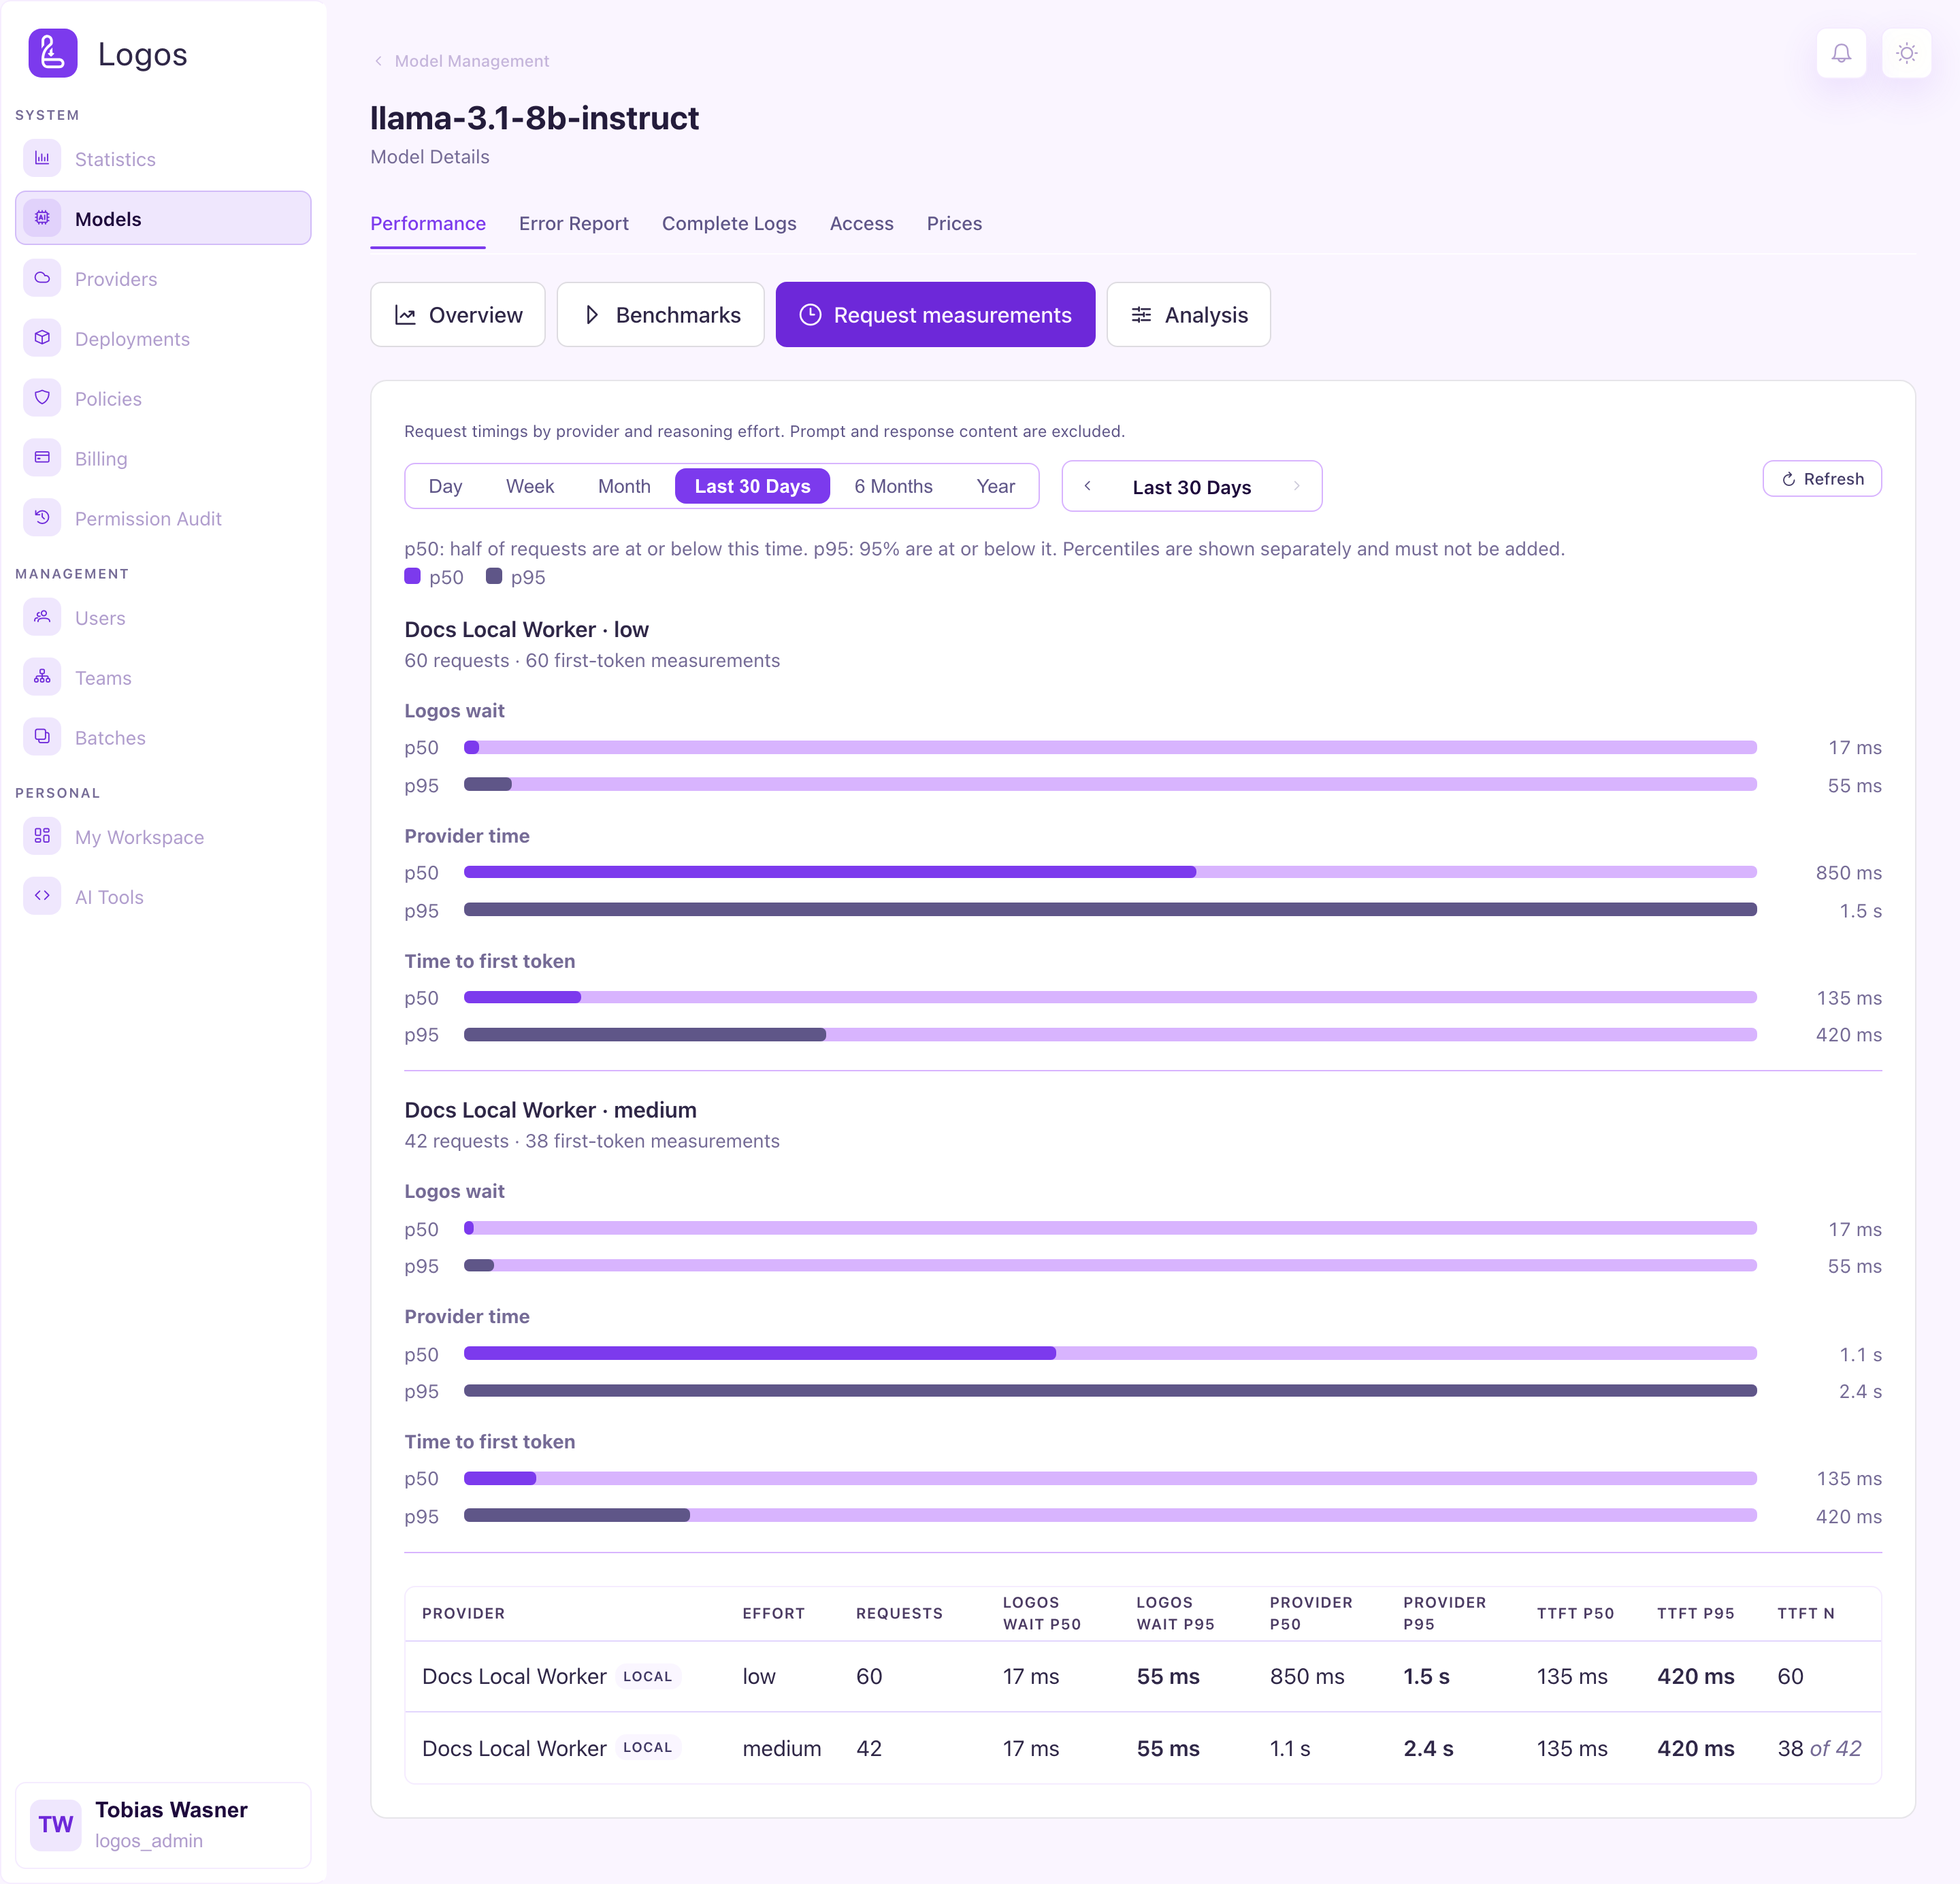 Logos
SYSTEM
Statistics
Models
Providers
Deployments
Policies
Billing
Permission Audit
MANAGEMENT
Users
Teams
Batches
PERSONAL
My Workspace
AI Tools
TW
Tobias Wasner
logos_admin
Model Management
llama-3.1-8b-instruct
Model Details
Performance Error Report Complete Logs Access Prices
Overview Benchmarks Request measurements Analysis
Request timings by provider and reasoning effort. Prompt and response content are excluded.
Day Week Month Last 30 Days 6 Months Year Last 30 Days Refresh
p50: half of requests are at or below this time. p95: 95% are at or below it. Percentiles are shown separately and must not be added.
p50 p95
Docs Local Worker · low
60 requests · 60 first-token measurements
Logos wait
p50 17 ms
p95 55 ms
Provider time
p50 850 ms
p95 1.5 s
Time to first token
p50 135 ms
p95 420 ms
Docs Local Worker · medium
42 requests · 38 first-token measurements
Logos wait
p50 17 ms
p95 55 ms
Provider time
p50 1.1 s
p95 2.4 s
Time to first token
p50 135 ms
p95 420 ms
PROVIDER EFFORT REQUESTS LOGOS WAIT P50 LOGOS WAIT P95 PROVIDER P50 PROVIDER P95 TTFT P50 TTFT P95 TTFT N
Docs Local Worker LOCAL low 60 17 ms 55 ms 850 ms 1.5 s 135 ms 420 ms 60
Docs Local Worker LOCAL medium 42 17 ms 55 ms 1.1 s 2.4 s 135 ms 420 ms 38 of 42